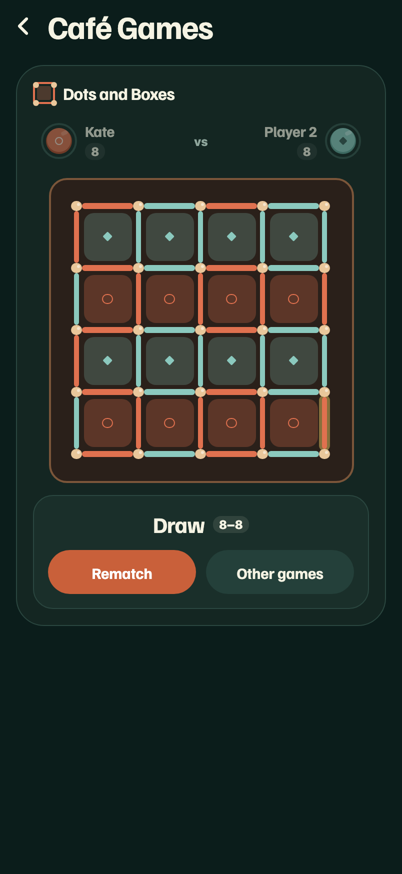 Café Games
Dots and Boxes
Kate
8
vs
Player 2
8
Draw 8–8
Rematch
Other games